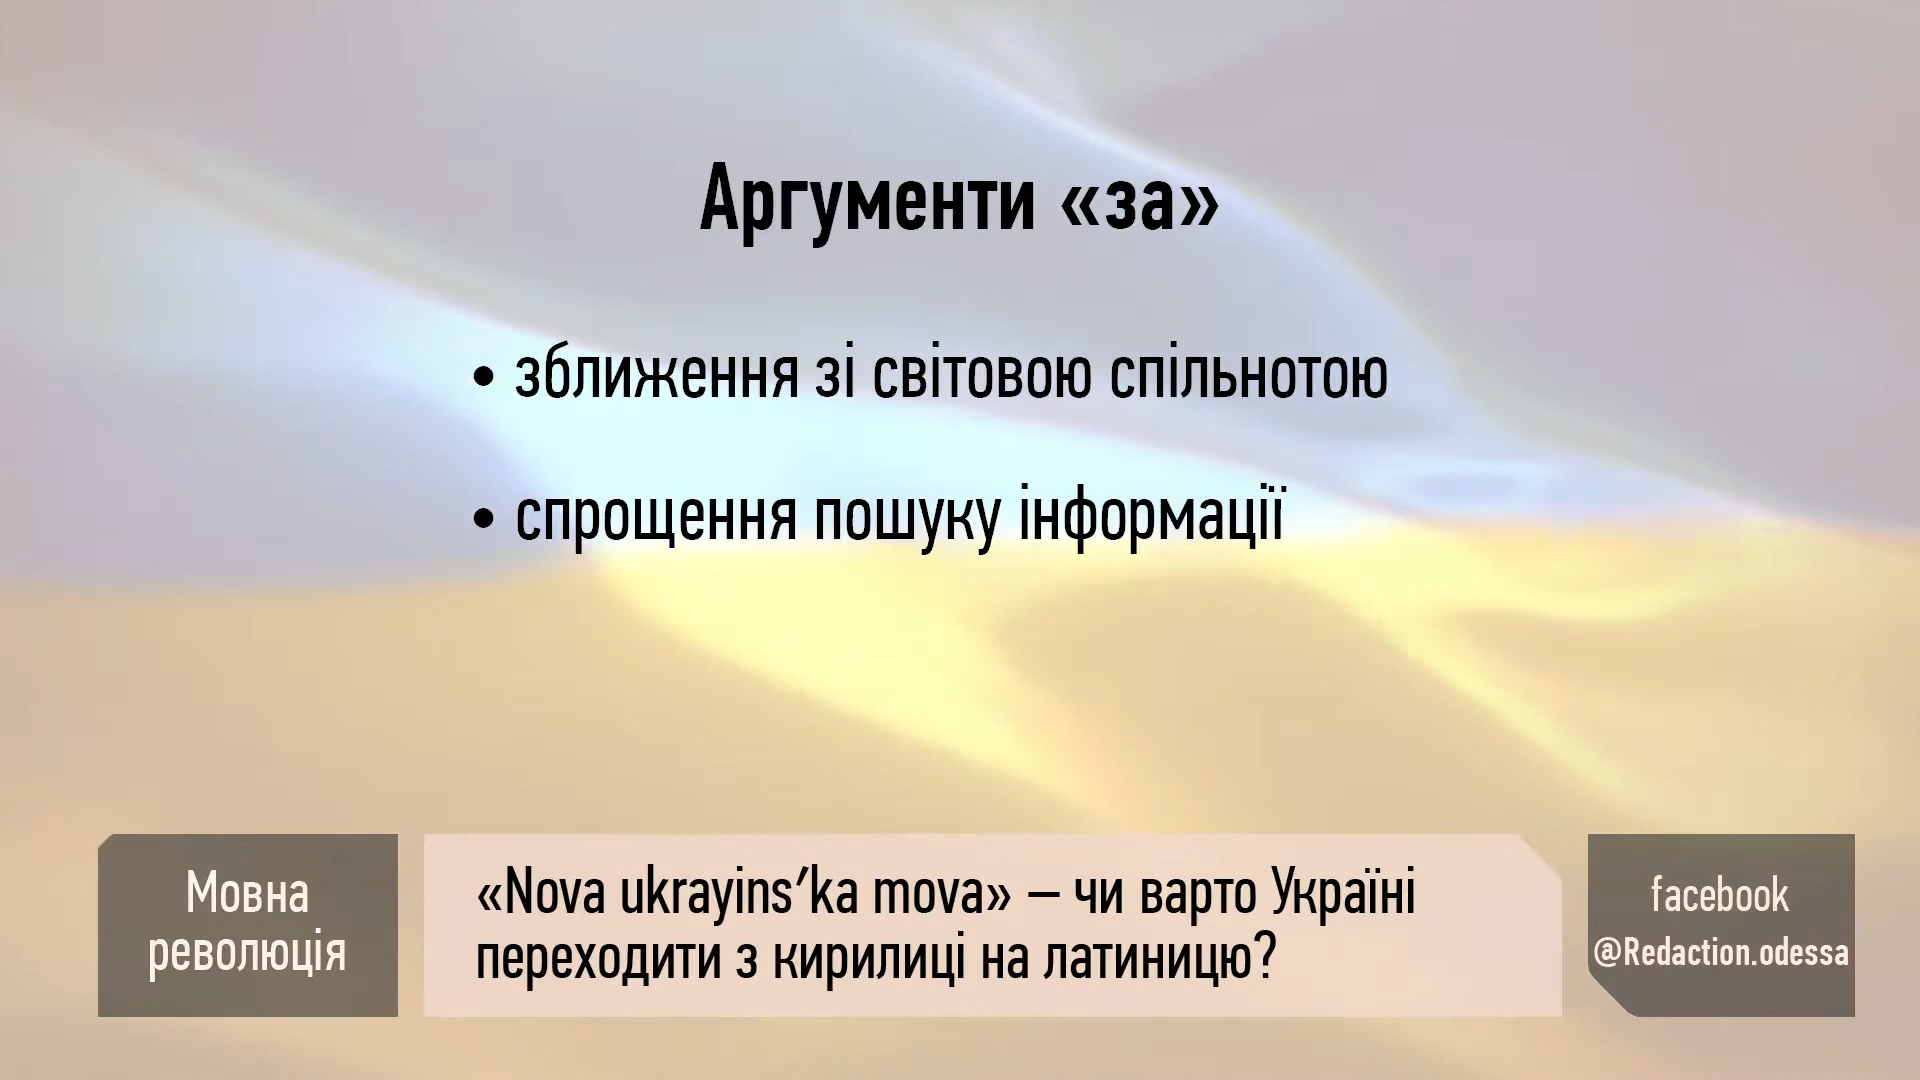 Аргументи «за»
• зближення зі світовою спільнотою
• спрощення пошуку інформації
Мовна
революція
«Nova ukrayins′ka mova» – чи варто Україні
переходити з кирилиці на латиницю?
facebook
@Redaction.odessa